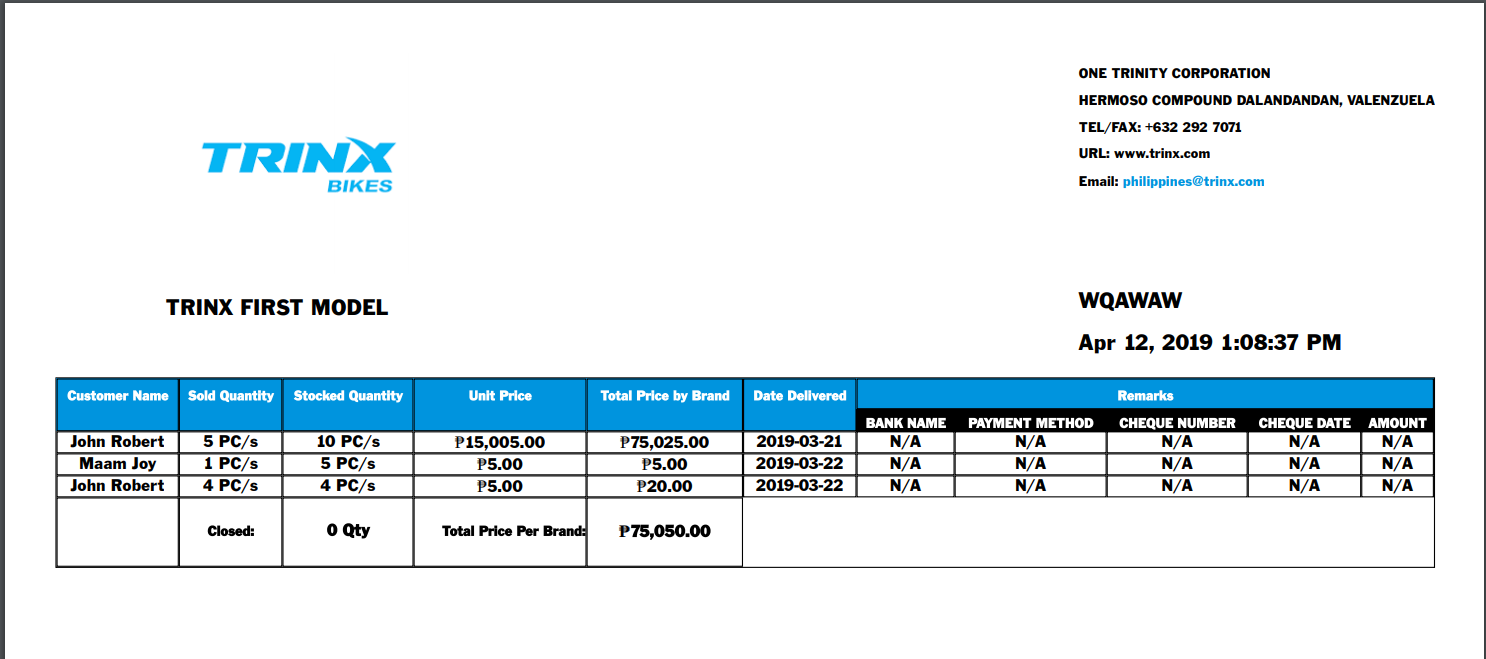 ONE TRINITY CORPORATION
HERMOSO COMPOUND DALANDANDAN, VALENZUELA
TEL/FAX: +632 292 7071
URL: www.trinx.com
Email: philippines@trinx.com
TRINX
BIKES
TRINX FIRST MODEL
WQAWAW
Apr 12, 2019 1:08:37 PM
Customer Name Sold Quantity Stocked Quantity Unit Price Total Price by Brand Date Delivered Remarks
BANK NAME PAYMENT METHOD CHEQUE NUMBER CHEQUE DATE AMOUNT
John Robert 5 PC/s 10 PC/s ₱15,005.00 ₱75,025.00 2019-03-21 N/A N/A N/A N/A N/A
Maam Joy 1 PC/s 5 PC/s ₱5.00 ₱5.00 2019-03-22 N/A N/A N/A N/A N/A
John Robert 4 PC/s 4 PC/s ₱5.00 ₱20.00 2019-03-22 N/A N/A N/A N/A N/A
Closed: 0 Qty Total Price Per Brand: ₱75,050.00